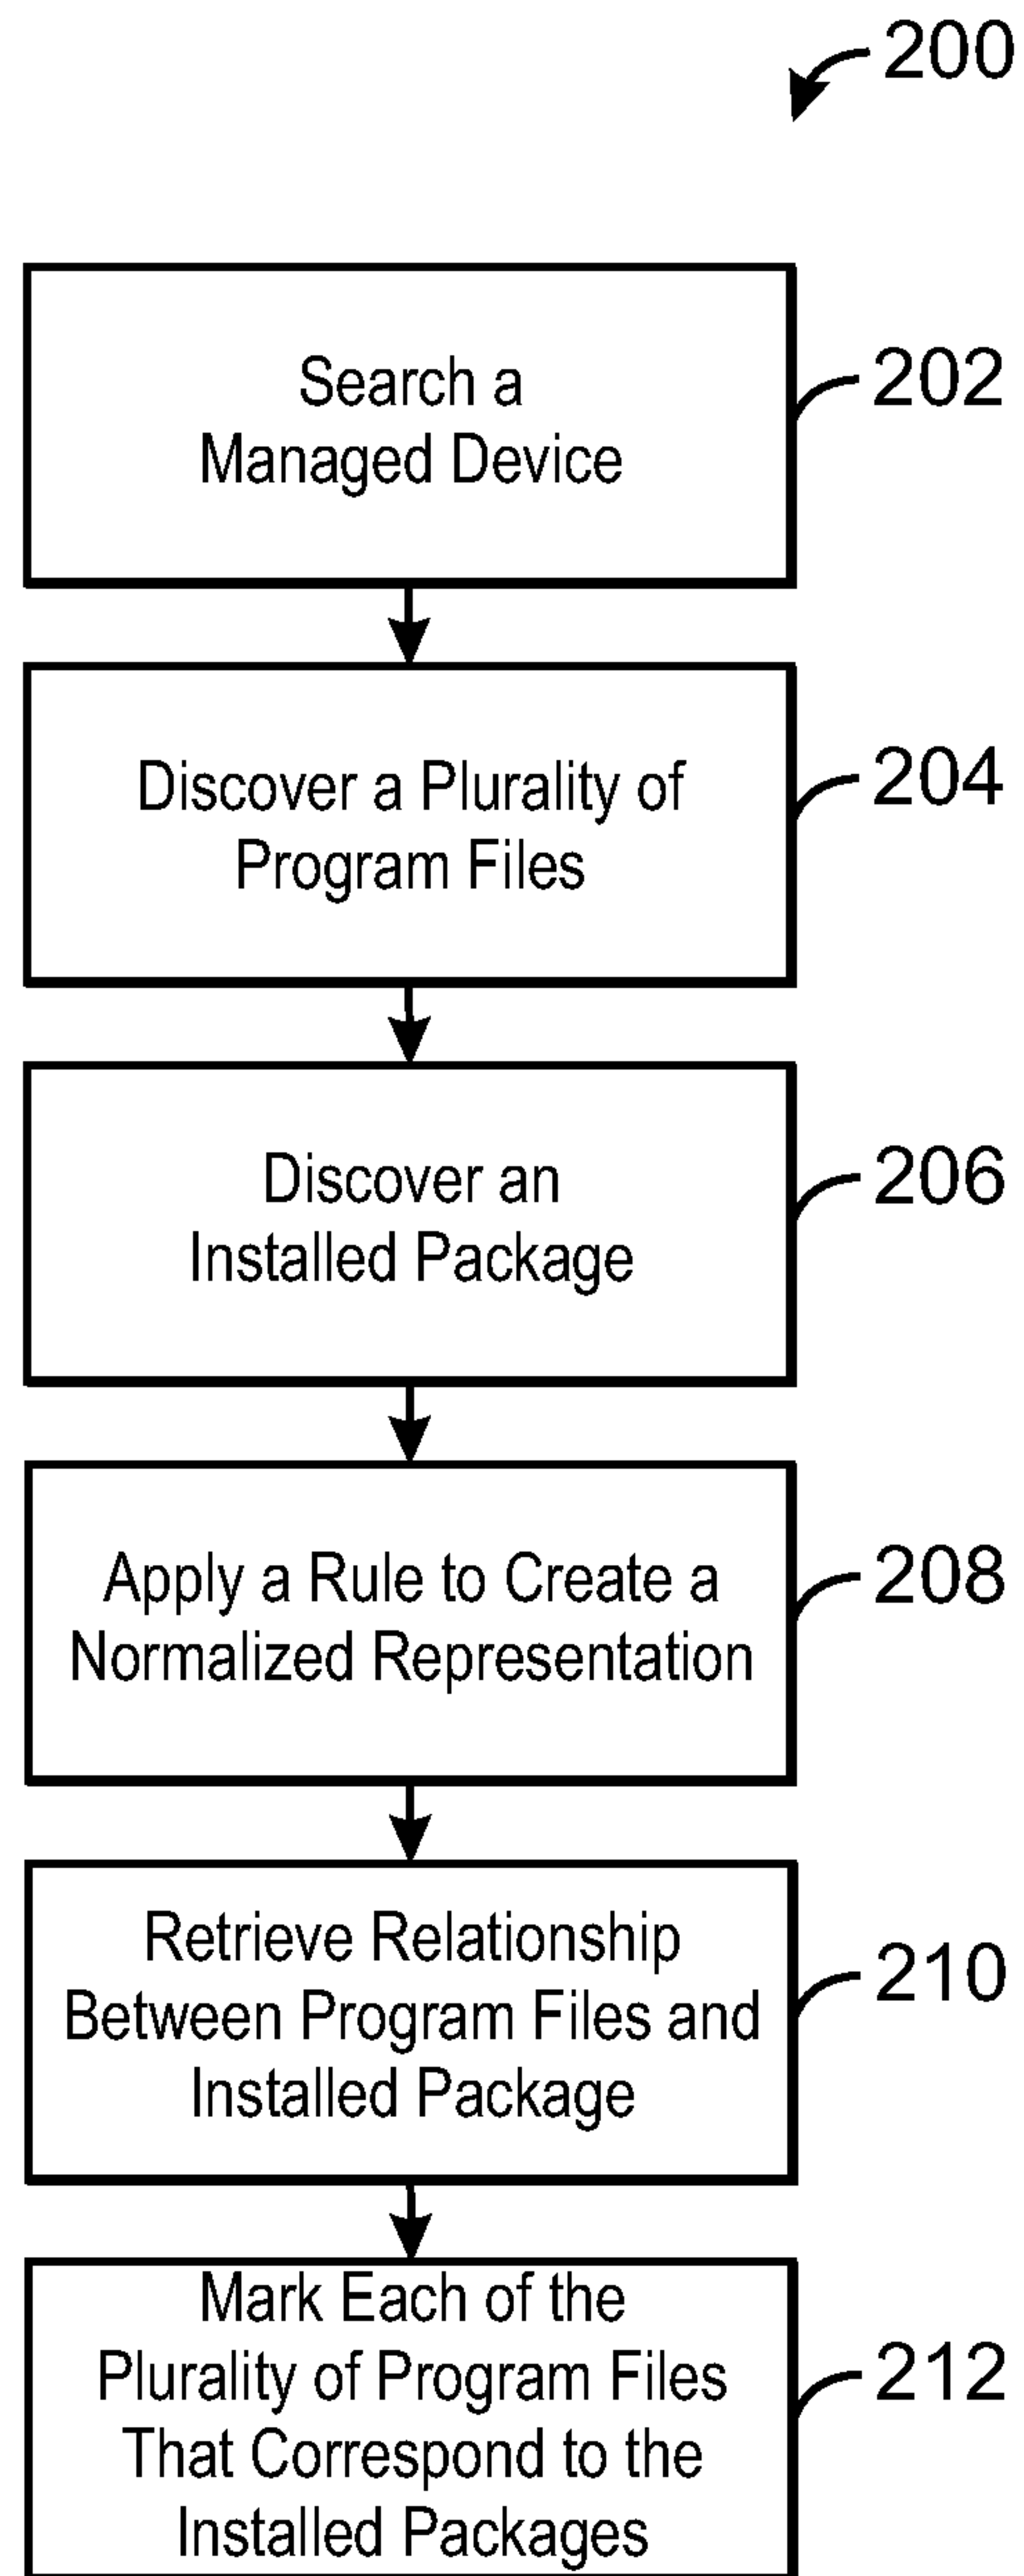 200
Search a
Managed Device
202
Discover a Plurality of
Program Files
204
Discover an
Installed Package
206
Apply a Rule to Create a
Normalized Representation
208
Retrieve Relationship
Between Program Files and
Installed Package
210
Mark Each of the
Plurality of Program Files
That Correspond to the
Installed Packages
212